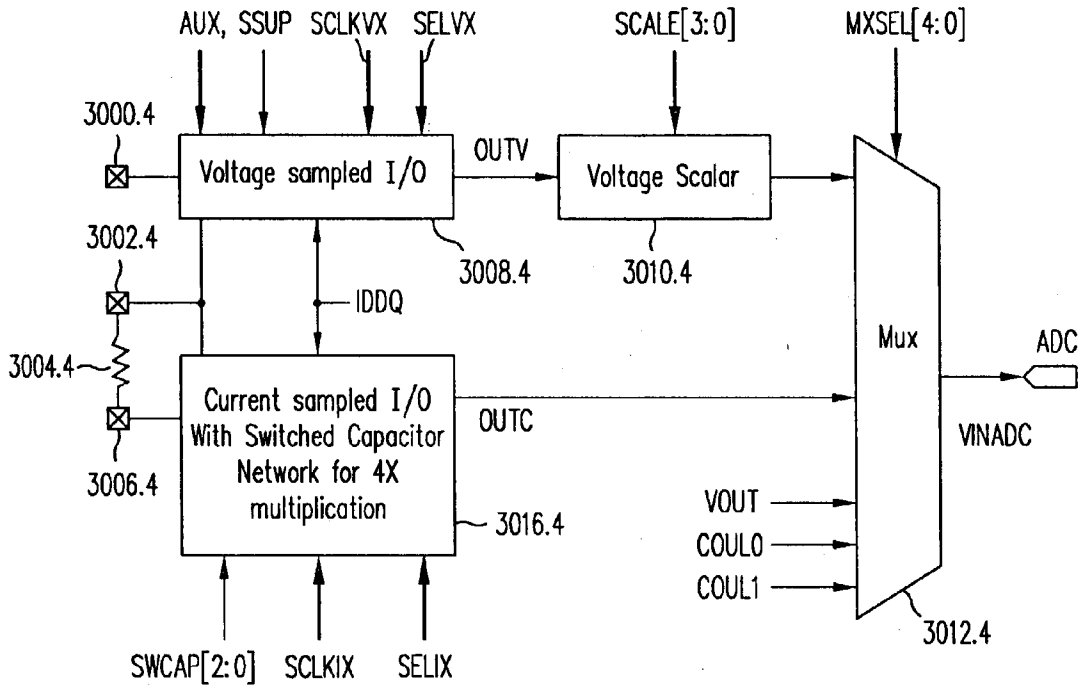 AUX, SSUP SCLKVX SELVX SCALE[3:0] MXSEL[4:0]
3000.4
Voltage sampled I/O
OUTV
Voltage Scalar
3002.4
3008.4
3010.4
IDDQ
Mux
ADC
3004.4
Current sampled I/O
With Switched Capacitor
Network for 4X
multiplication
OUTC
VINADC
3006.4
3016.4
VOUT
COUL0
COUL1
3012.4
SWCAP[2:0] SCLKIX SELIX